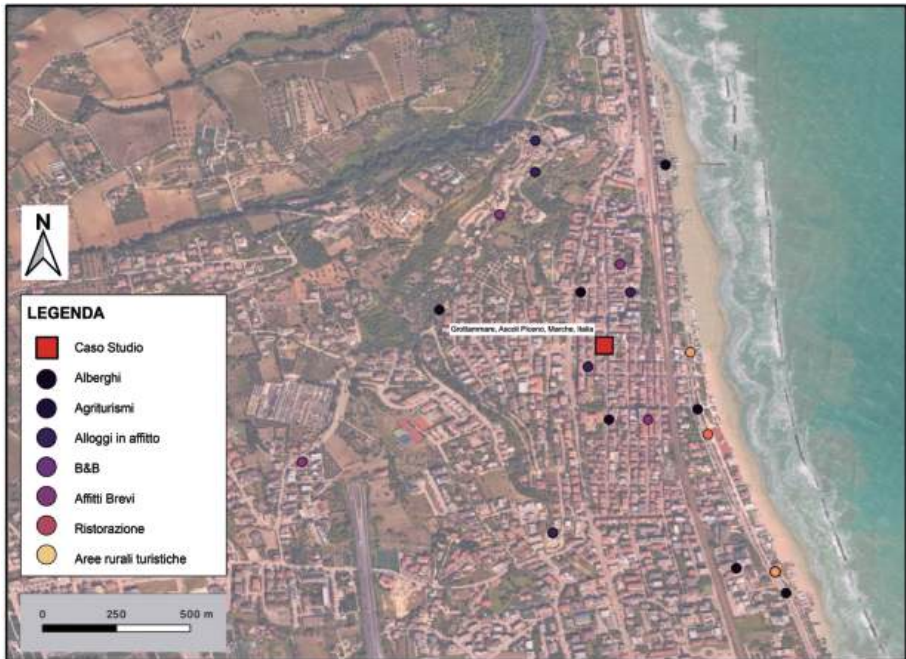 N
Grottammare, Ascoli Piceno, Marche, Italia
LEGENDA
Caso Studio
Alberghi
Agriturismi
Alloggi in affitto
B&B
Affitti Brevi
Ristorazione
Aree rurali turistiche
0 250 500 m